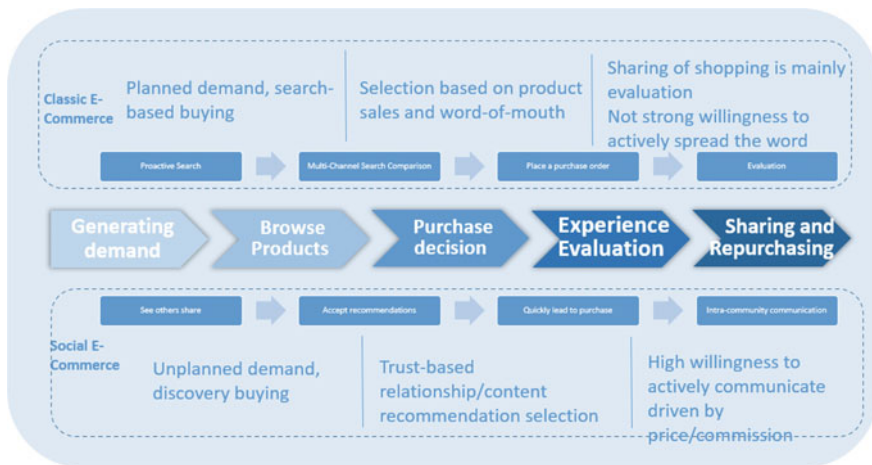 Classic E-
Commerce
Planned demand, search-
based buying
Selection based on product
sales and word-of-mouth
Sharing of shopping is mainly
evaluation
Not strong willingness to
actively spread the word
Proactive Search
Multi-Channel Search Comparison
Place a purchase order
Evaluation
Generating
demand
Browse
Products
Purchase
decision
Experience
Evaluation
Sharing and
Repurchasing
See others share
Accept recommendations
Quickly lead to purchase
Intra-community communication
Social E-
Commerce
Unplanned demand,
discovery buying
Trust-based
relationship/content
recommendation selection
High willingness to
actively communicate
driven by
price/commission